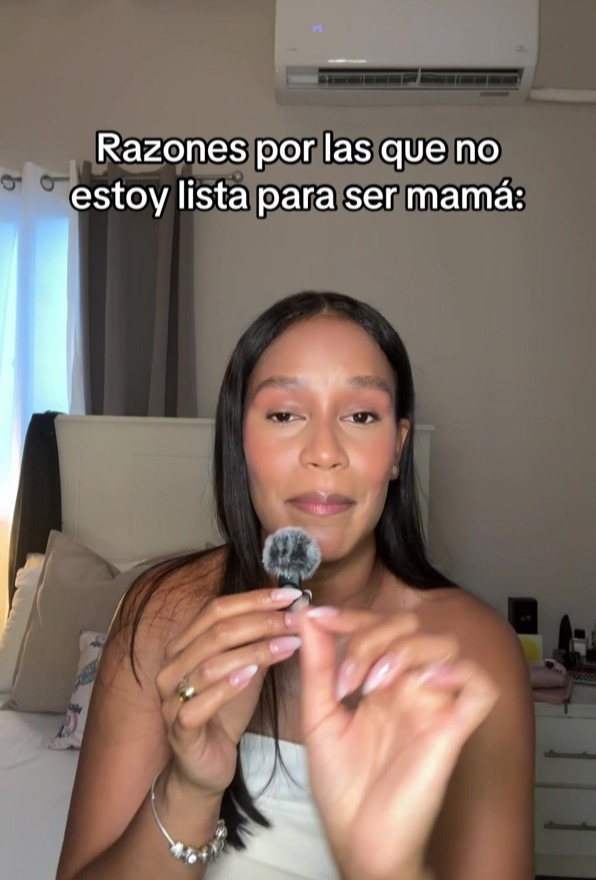 Razones por las que no
estoy lista para ser mamá: